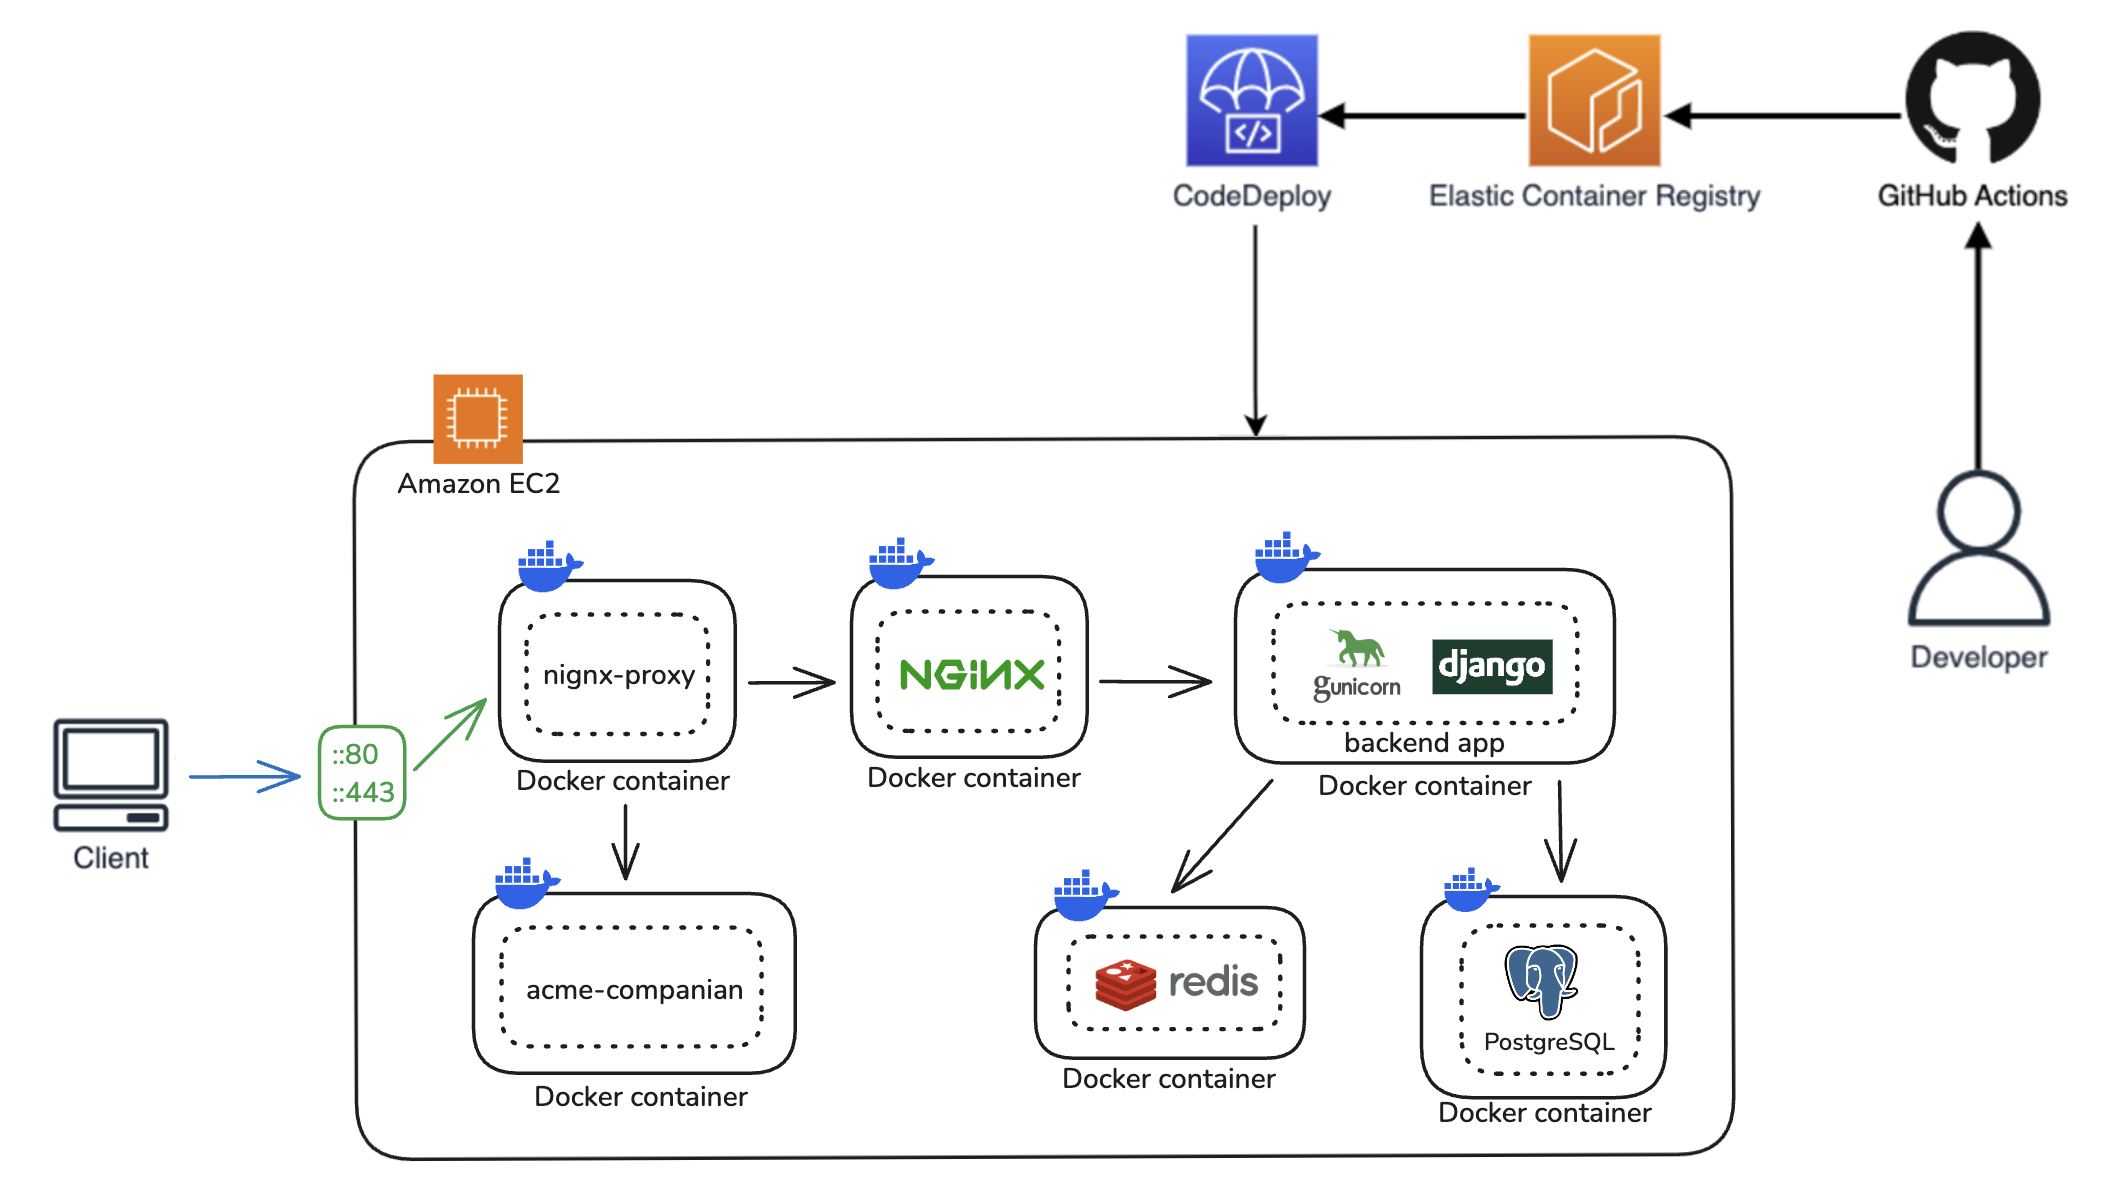 CodeDeploy
Elastic Container Registry
GitHub Actions
Amazon EC2
Developer
nignx-proxy
Docker container
NGINX
Docker container
gunicorn
django
backend app
Docker container
::80
::443
Client
acme-companian
Docker container
redis
Docker container
PostgreSQL
Docker container